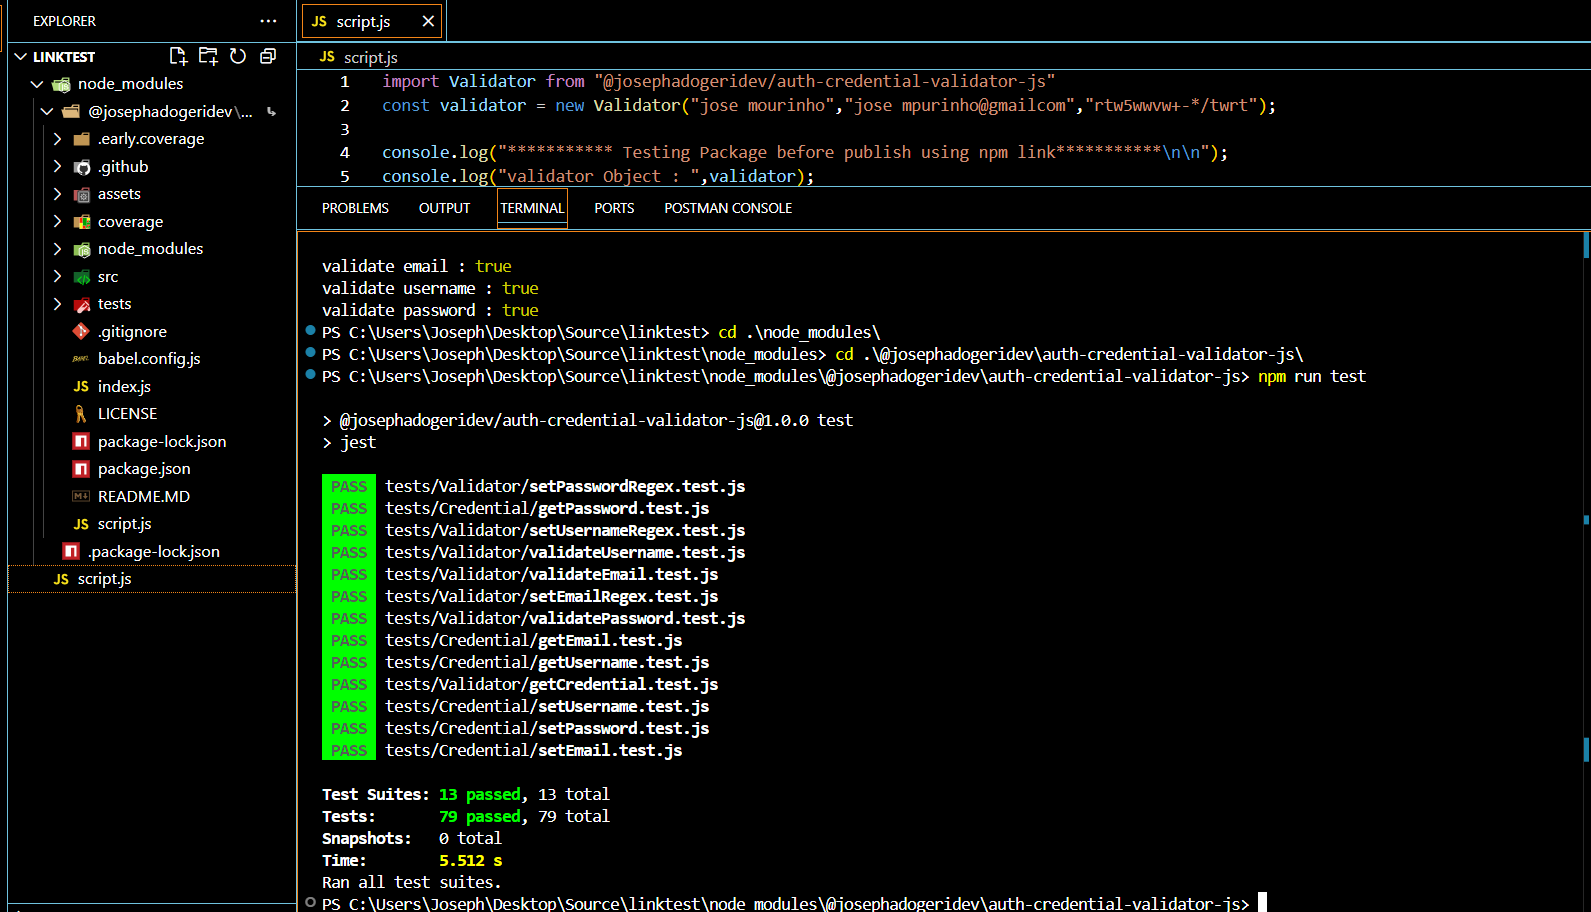 EXPLORER
LINKTEST
node_modules
@josephadogeridev\...
.early.coverage
.github
assets
coverage
node_modules
src
tests
.gitignore
babel.config.js
JS index.js
LICENSE
package-lock.json
package.json
README.MD
JS script.js
.package-lock.json
JS script.js
JS script.js
JS script.js
1 import Validator from "@josephadogeridev/auth-credential-validator-js"
2 const validator = new Validator("jose mourinho","jose mpurinho@gmailcom","rtw5wwvw+-*/twrt");
3
4 console.log("*********** Testing Package before publish using npm link***********\n\n");
5 console.log("validator Object : ",validator);
PROBLEMS OUTPUT TERMINAL PORTS POSTMAN CONSOLE
validate email : true
validate username : true
validate password : true
PS C:\Users\Joseph\Desktop\Source\linktest> cd .\node_modules\
PS C:\Users\Joseph\Desktop\Source\linktest\node_modules> cd .\@josephadogeridev\auth-credential-validator-js\
PS C:\Users\Joseph\Desktop\Source\linktest\node_modules\@josephadogeridev\auth-credential-validator-js> npm run test
> @josephadogeridev/auth-credential-validator-js@1.0.0 test
> jest
PASS tests/Validator/setPasswordRegex.test.js
PASS tests/Credential/getPassword.test.js
PASS tests/Validator/setUsernameRegex.test.js
PASS tests/Validator/validateUsername.test.js
PASS tests/Validator/validateEmail.test.js
PASS tests/Validator/setEmailRegex.test.js
PASS tests/Validator/validatePassword.test.js
PASS tests/Credential/getEmail.test.js
PASS tests/Credential/getUsername.test.js
PASS tests/Validator/getCredential.test.js
PASS tests/Credential/setUsername.test.js
PASS tests/Credential/setPassword.test.js
PASS tests/Credential/setEmail.test.js
Test Suites: 13 passed, 13 total
Tests: 79 passed, 79 total
Snapshots: 0 total
Time: 5.512 s
Ran all test suites.
PS C:\Users\Joseph\Desktop\Source\linktest\node_modules\@josephadogeridev\auth-credential-validator-js>